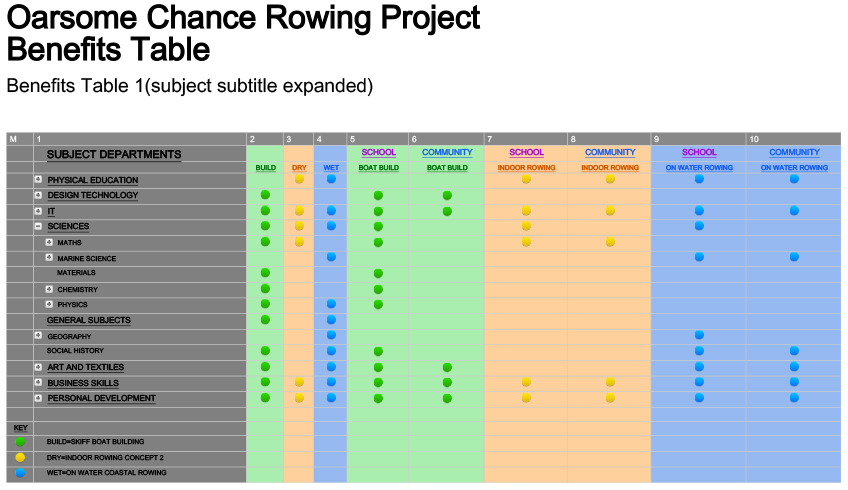 Oarsome Chance Rowing Project
Benefits Table
Benefits Table 1(subject subtitle expanded)
M 1 2 3 4 5 6 7 8 9 10
SUBJECT DEPARTMENTS SCHOOL COMMUNITY SCHOOL COMMUNITY SCHOOL COMMUNITY
BUILD DRY WET BOAT BUILD BOAT BUILD INDOOR ROWING INDOOR ROWING ON WATER ROWING ON WATER ROWING
PHYSICAL EDUCATION
DESIGN TECHNOLOGY
IT
SCIENCES
MATHS
MARINE SCIENCE
MATERIALS
CHEMISTRY
PHYSICS
GENERAL SUBJECTS
GEOGRAPHY
SOCIAL HISTORY
ART AND TEXTILES
BUSINESS SKILLS
PERSONAL DEVELOPMENT
KEY
BUILD=SKIFF BOAT BUILDING
DRY=INDOOR ROWING CONCEPT 2
WET=ON WATER COASTAL ROWING